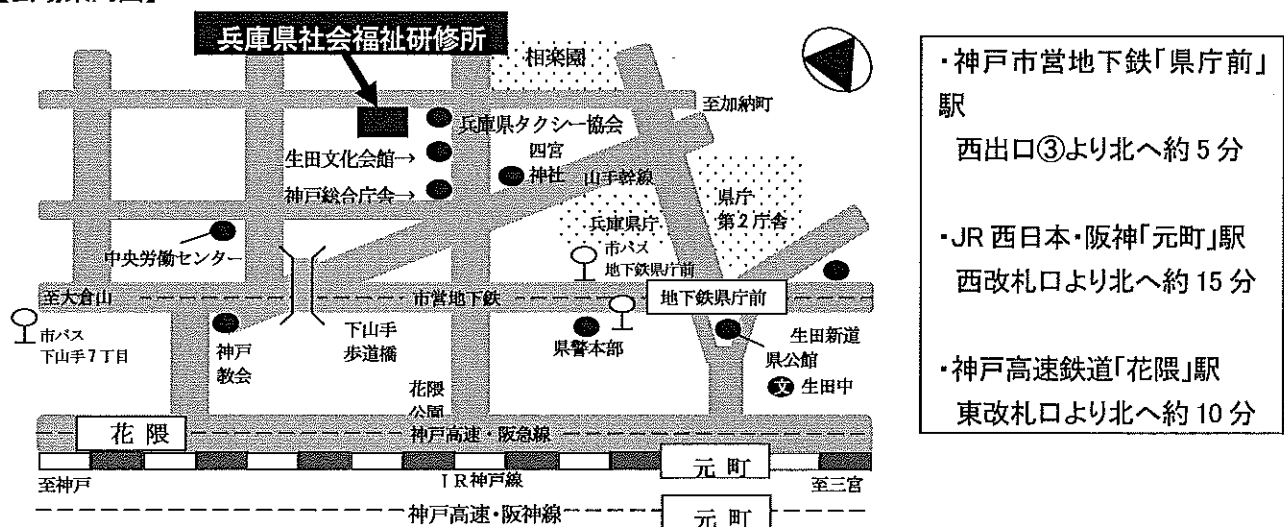 兵庫県社会福祉研修所
相楽園
至加納町
兵庫県タクシー協会
生田文化会館→
四宮
神社
神戸総合庁舎→
山手幹線
県庁
第2庁舎
兵庫県庁
市バス
地下鉄県庁前
中央労働センター
至大倉山
市営地下鉄
地下鉄県庁前
市バス
下山手7丁目
神戸
教会
下山手
歩道橋
県警本部
生田新道
県公館
文 生田中
花隈
公園
花 隈
神戸高速・阪急線
元 町
至神戸
JR神戸線
至三宮
神戸高速・阪神線
元 町
・神戸市営地下鉄「県庁前」
駅
西出口③より北へ約5分
・JR西日本・阪神「元町」駅
西改札口より北へ約15分
・神戸高速鉄道「花隈」駅
東改札口より北へ約10分